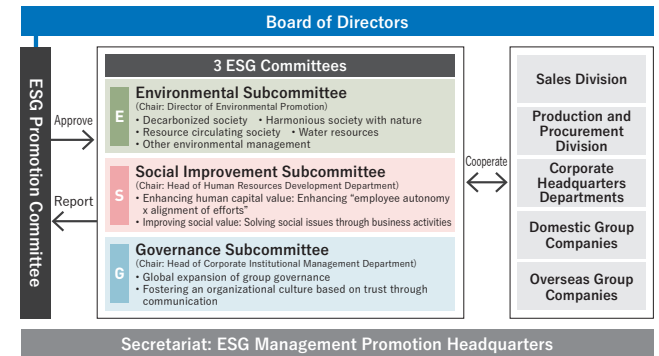 Board of Directors
ESG Promotion Committee
Approve
Report
3 ESG Committees
E
Environmental Subcommittee
(Chair: Director of Environmental Promotion)
• Decarbonized society • Harmonious society with nature
• Resource circulating society • Water resources
• Other environmental management
S
Social Improvement Subcommittee
(Chair: Head of Human Resources Development Department)
• Enhancing human capital value: Enhancing “employee autonomy
x alignment of efforts”
• Improving social value: Solving social issues through business activities
G
Governance Subcommittee
(Chair: Head of Corporate Institutional Management Department)
• Global expansion of group governance
• Fostering an organizational culture based on trust through
communication
Cooperate
Sales Division
Production and
Procurement
Division
Corporate
Headquarters
Departments
Domestic Group
Companies
Overseas Group
Companies
Secretariat: ESG Management Promotion Headquarters